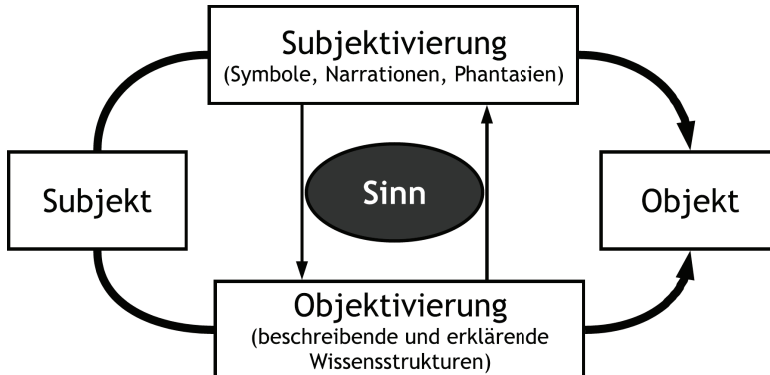 Subjektivierung
(Symbole, Narrationen, Phantasien)
Subjekt
Sinn
Objekt
Objektivierung
(beschreibende und erklärende
Wissensstrukturen)